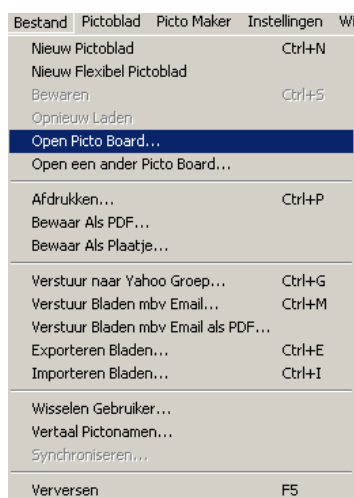 Bestand Pictoblad Picto Maker Instellingen
Nieuw Pictoblad Ctrl+N
Nieuw Flexibel Pictoblad
Bewaren Ctrl+S
Opnieuw Laden
Open Picto Board...
Open een ander Picto Board...
Afdrukken... Ctrl+P
Bewaar Als PDF...
Bewaar Als Plaatje...
Verstuur naar Yahoo Groep... Ctrl+G
Verstuur Bladen mbv Email... Ctrl+M
Verstuur Bladen mbv Email als PDF...
Exporteren Bladen... Ctrl+E
Importeren Bladen... Ctrl+I
Wisselen Gebruiker...
Vertaal Pictonamen...
Synchroniseren...
Verversen F5